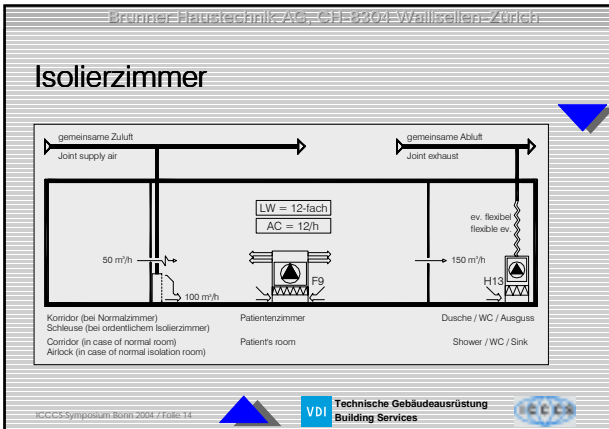 Brunner Haustechnik AG, CH-8304 Wallisellen-Zürich
Isolierzimmer
gemeinsame Zuluft
Joint supply air
gemeinsame Abluft
Joint exhaust
LW = 12-fach
AC = 12/h
ev. flexibel
flexible ev.
50 m³/h
F9
150 m³/h
H13
100 m³/h
Korridor (bei Normalzimmer)
Schleuse (bei ordentlichem Isolierzimmer)
Corridor (in case of normal room)
Airlock (in case of normal isolation room)
Patientenzimmer
Patient's room
Dusche / WC / Ausguss
Shower / WC / Sink
ICCCS-Symposium Bonn 2004 / Folie 14
VDI
Technische Gebäudeausrüstung
Building Services
ICCCS